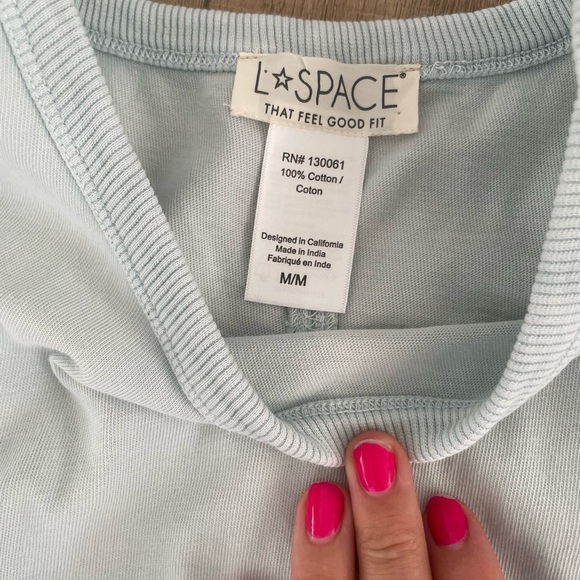 L*SPACE®
THAT FEEL GOOD FIT
RN# 130061
100% Cotton /
Coton
Designed in California
Made in India
Fabriqué en Inde
M/M